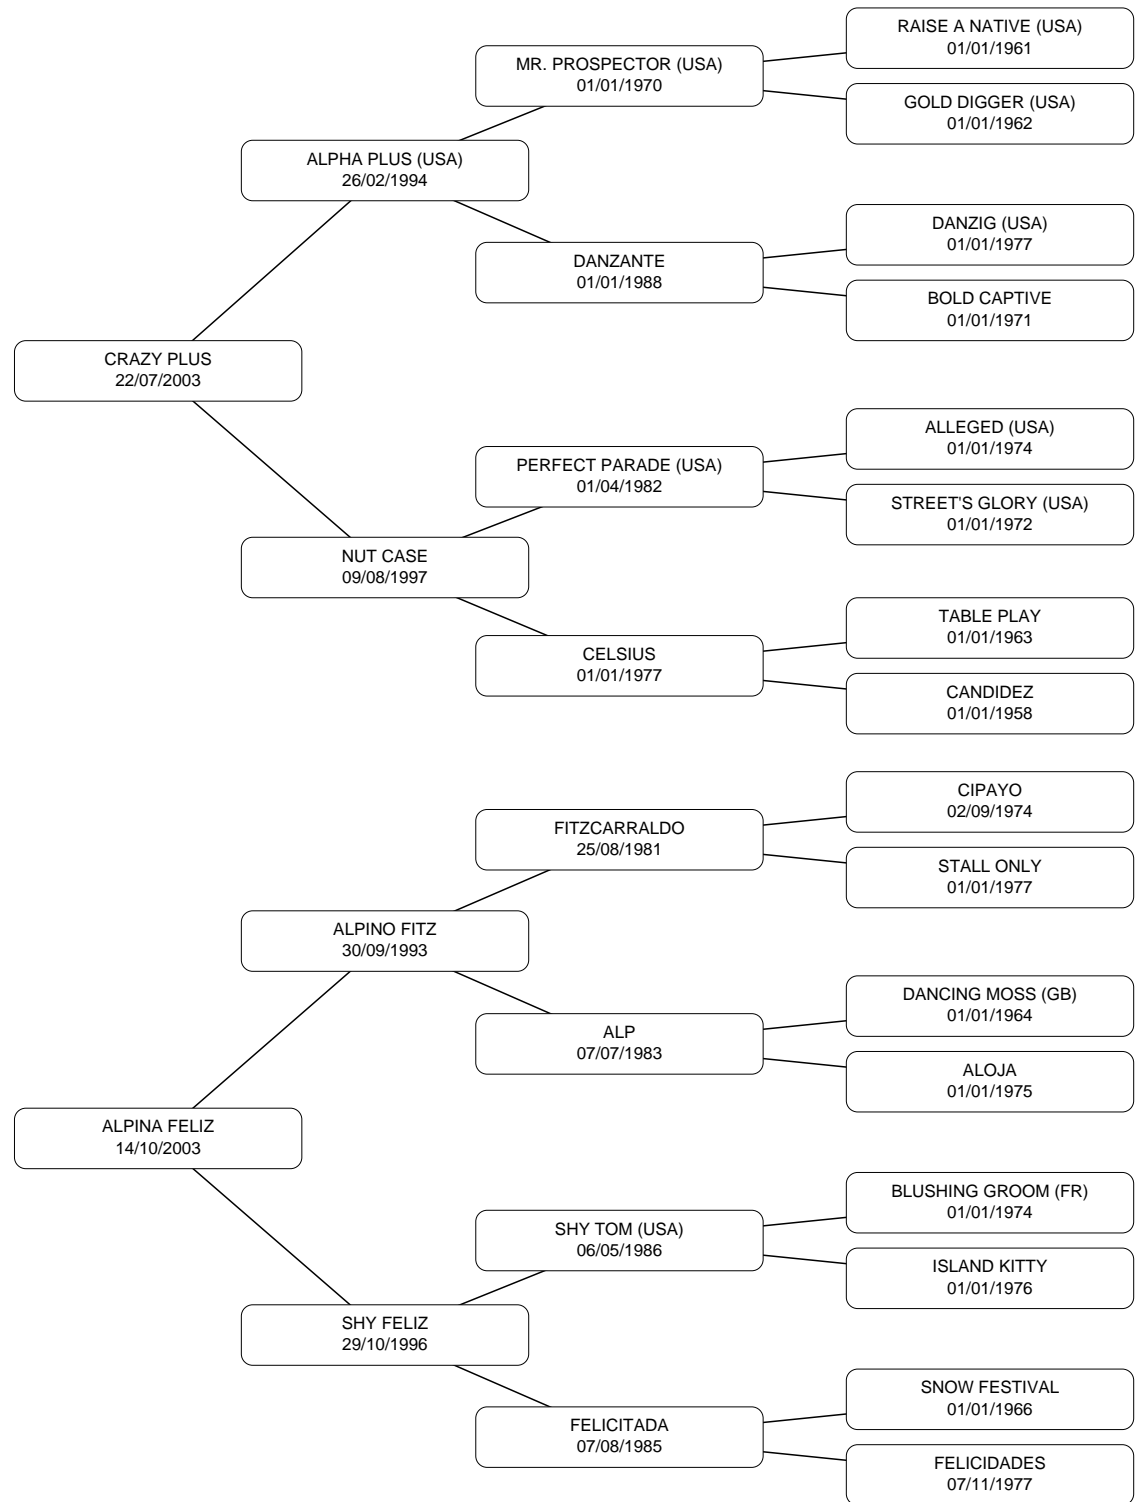 RAISE A NATIVE (USA)
01/01/1961
MR. PROSPECTOR (USA)
01/01/1970
GOLD DIGGER (USA)
01/01/1962
ALPHA PLUS (USA)
26/02/1994
DANZIG (USA)
01/01/1977
DANZANTE
01/01/1988
BOLD CAPTIVE
01/01/1971
CRAZY PLUS
22/07/2003
ALLEGED (USA)
01/01/1974
PERFECT PARADE (USA)
01/04/1982
STREET'S GLORY (USA)
01/01/1972
NUT CASE
09/08/1997
TABLE PLAY
01/01/1963
CELSIUS
01/01/1977
CANDIDEZ
01/01/1958
CIPAYO
02/09/1974
FITZCARRALDO
25/08/1981
STALL ONLY
01/01/1977
ALPINO FITZ
30/09/1993
DANCING MOSS (GB)
01/01/1964
ALP
07/07/1983
ALOJA
01/01/1975
ALPINA FELIZ
14/10/2003
BLUSHING GROOM (FR)
01/01/1974
SHY TOM (USA)
06/05/1986
ISLAND KITTY
01/01/1976
SHY FELIZ
29/10/1996
SNOW FESTIVAL
01/01/1966
FELICITADA
07/08/1985
FELICIDADES
07/11/1977